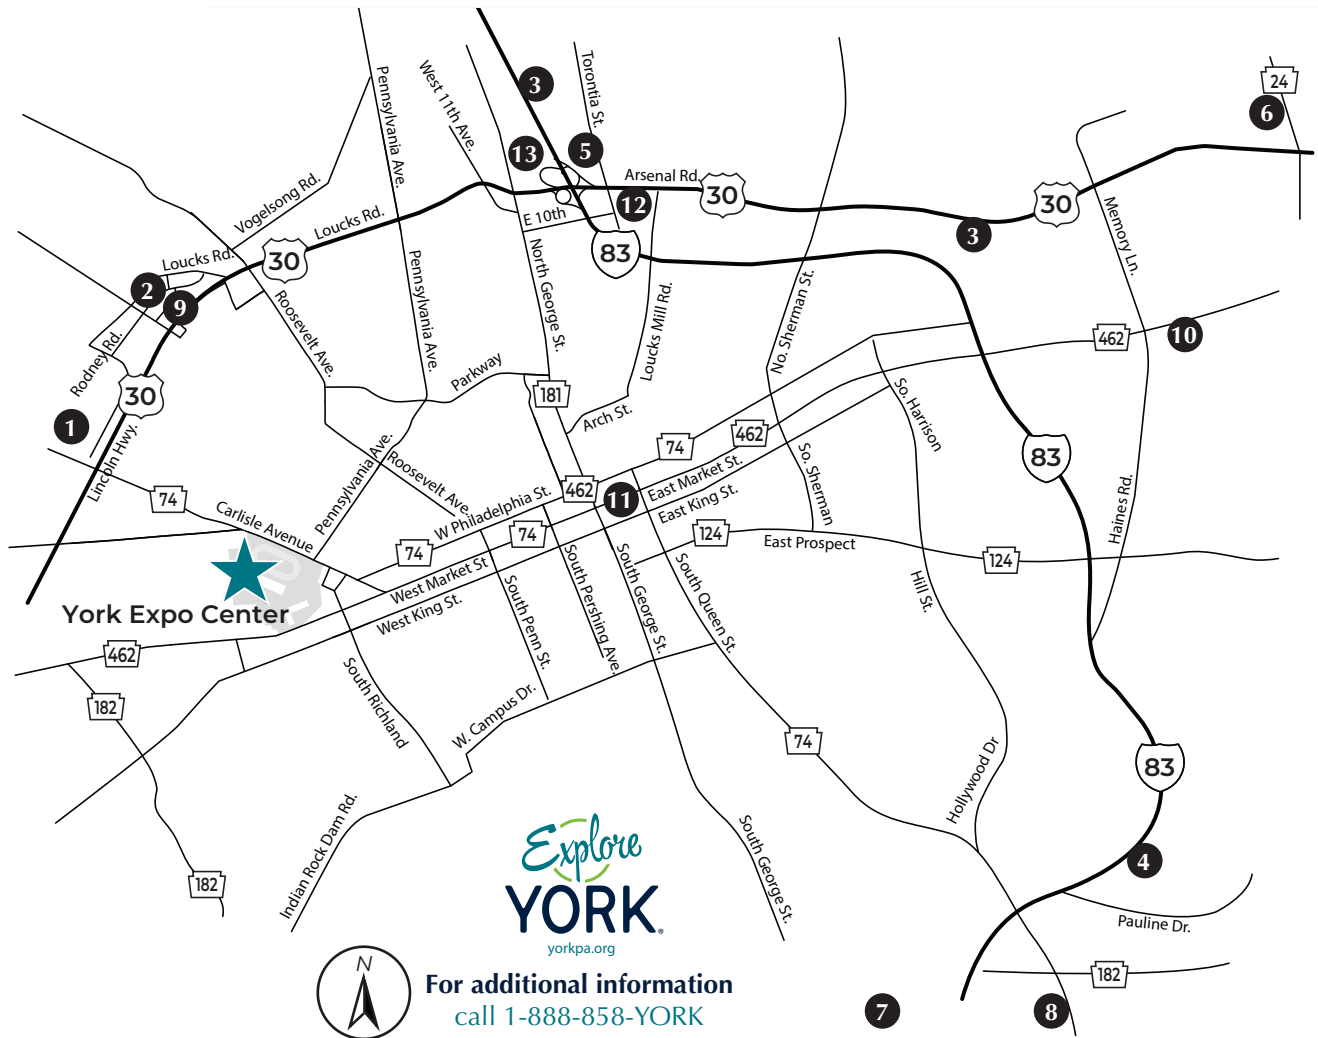 3
Torontia St.
Pennsylvania Ave.
West 11th Ave.
24
6
13
5
Arsenal Rd.
30
12
30
3
Vogelsong Rd.
Loucks Rd.
E 10th
83
Memory Ln.
Loucks Rd.
30
2
9
Roosevelt Ave.
Pennsylvania Ave.
North George St.
Loucks Mill Rd.
No. Sherman St.
462
10
Rodney Rd.
30
Parkway
181
Arch St.
So. Harrison
1
Lincoln Hwy.
74
462
83
Pennsylvania Ave.
Roosevelt Ave.
74
Carlisle Avenue
W Philadelphia St.
462
11
East Market St.
East King St.
So. Sherman
Haines Rd.
74
74
124
East Prospect
124
York Expo Center
West Market St
West King St.
South Penn St.
South Pershing Ave.
South George St.
South Queen St.
Hill St.
462
182
South Richland
W. Campus Dr.
74
Hollywood Dr
83
182
Indian Rock Dam Rd.
South George St.
4
Pauline Dr.
182
Explore
YORK®
yorkpa.org
N
For additional information
call 1-888-858-YORK
7
8